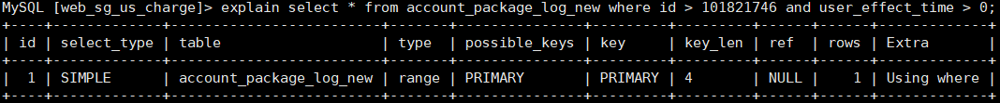 MySQL [web_sg_us_charge]> explain select * from account_package_log_new where id > 101821746 and user_effect_time > 0;
+----+-------------+-------------------------+-------+---------------+---------+---------+------+------+-------------+
| id | select_type | table                   | type  | possible_keys | key     | key_len | ref  | rows | Extra       |
+----+-------------+-------------------------+-------+---------------+---------+---------+------+------+-------------+
|  1 | SIMPLE      | account_package_log_new | range | PRIMARY       | PRIMARY | 4       | NULL |    1 | Using where |
+----+-------------+-------------------------+-------+---------------+---------+---------+------+------+-------------+